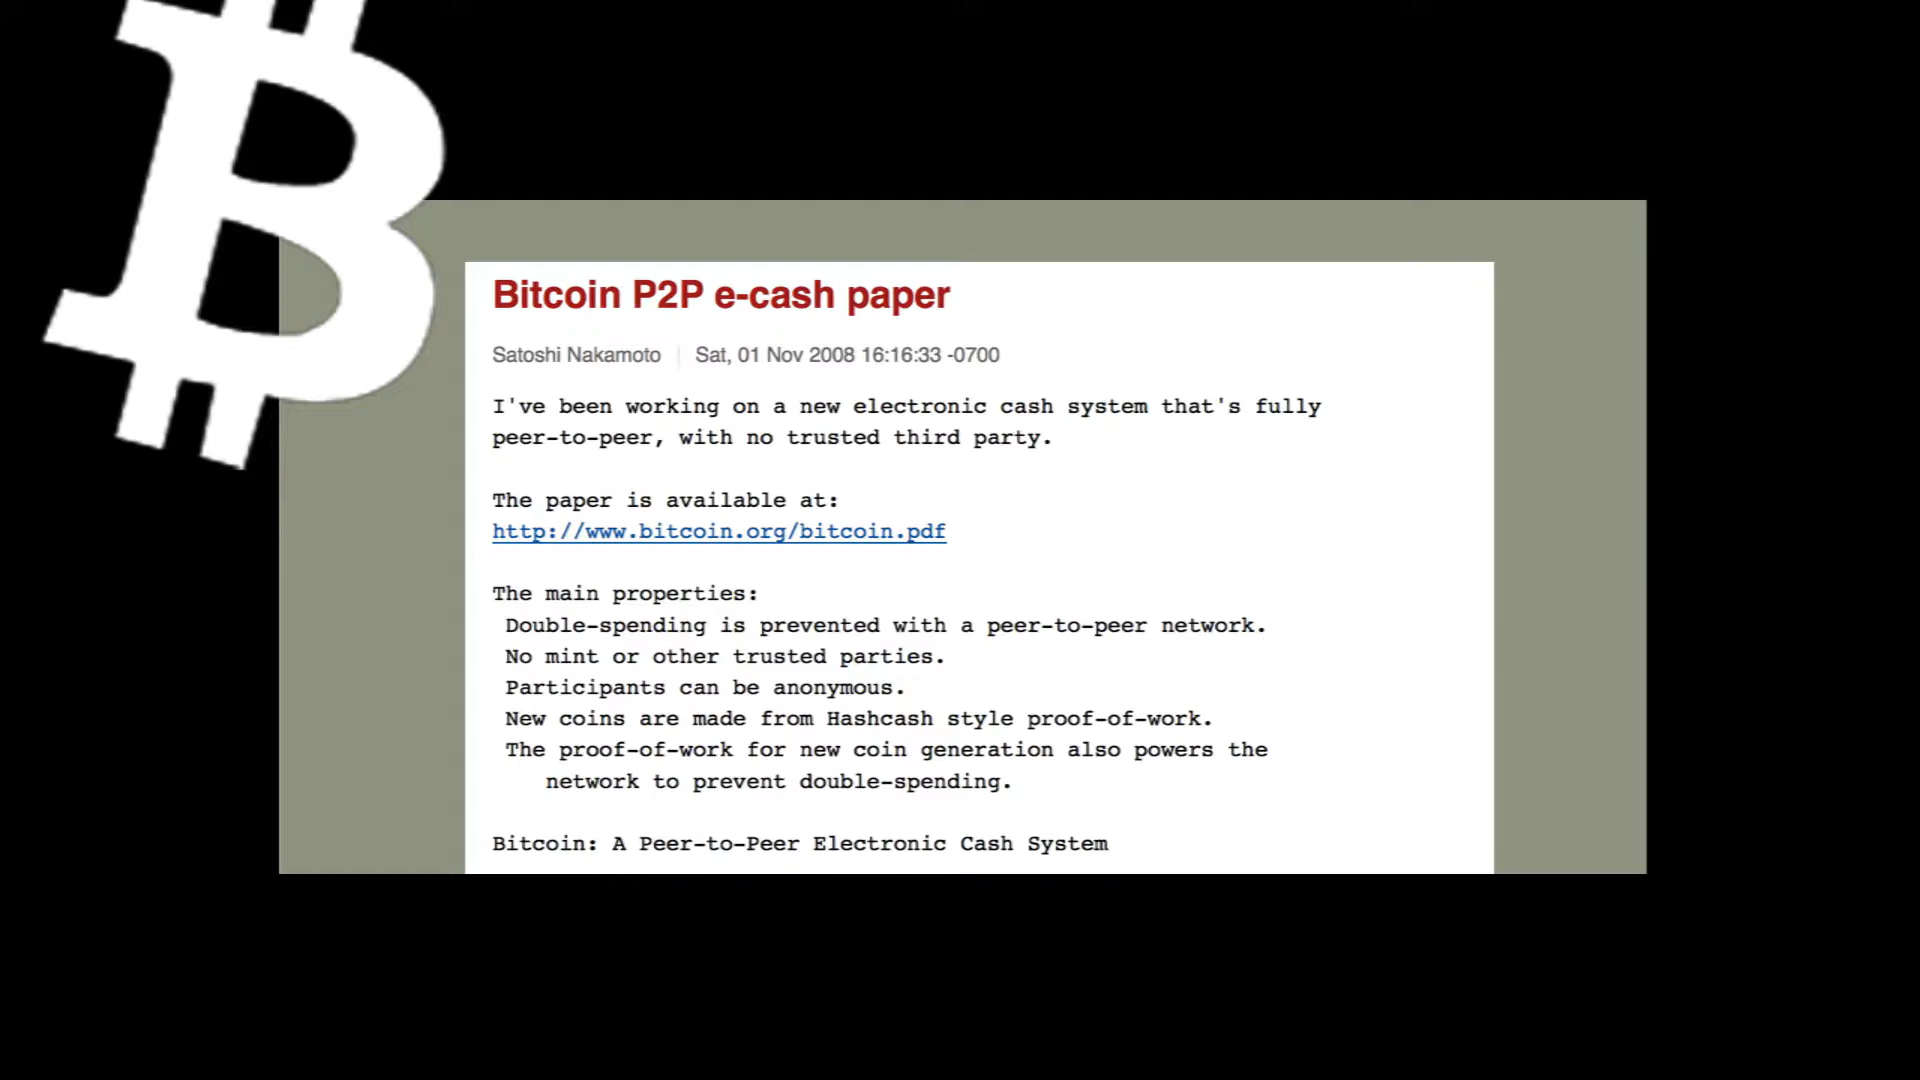 Bitcoin P2P e-cash paper
Satoshi Nakamoto | Sat, 01 Nov 2008 16:16:33 -0700
I've been working on a new electronic cash system that's fully
peer-to-peer, with no trusted third party.
The paper is available at:
http://www.bitcoin.org/bitcoin.pdf
The main properties:
Double-spending is prevented with a peer-to-peer network.
No mint or other trusted parties.
Participants can be anonymous.
New coins are made from Hashcash style proof-of-work.
The proof-of-work for new coin generation also powers the
network to prevent double-spending.
Bitcoin: A Peer-to-Peer Electronic Cash System